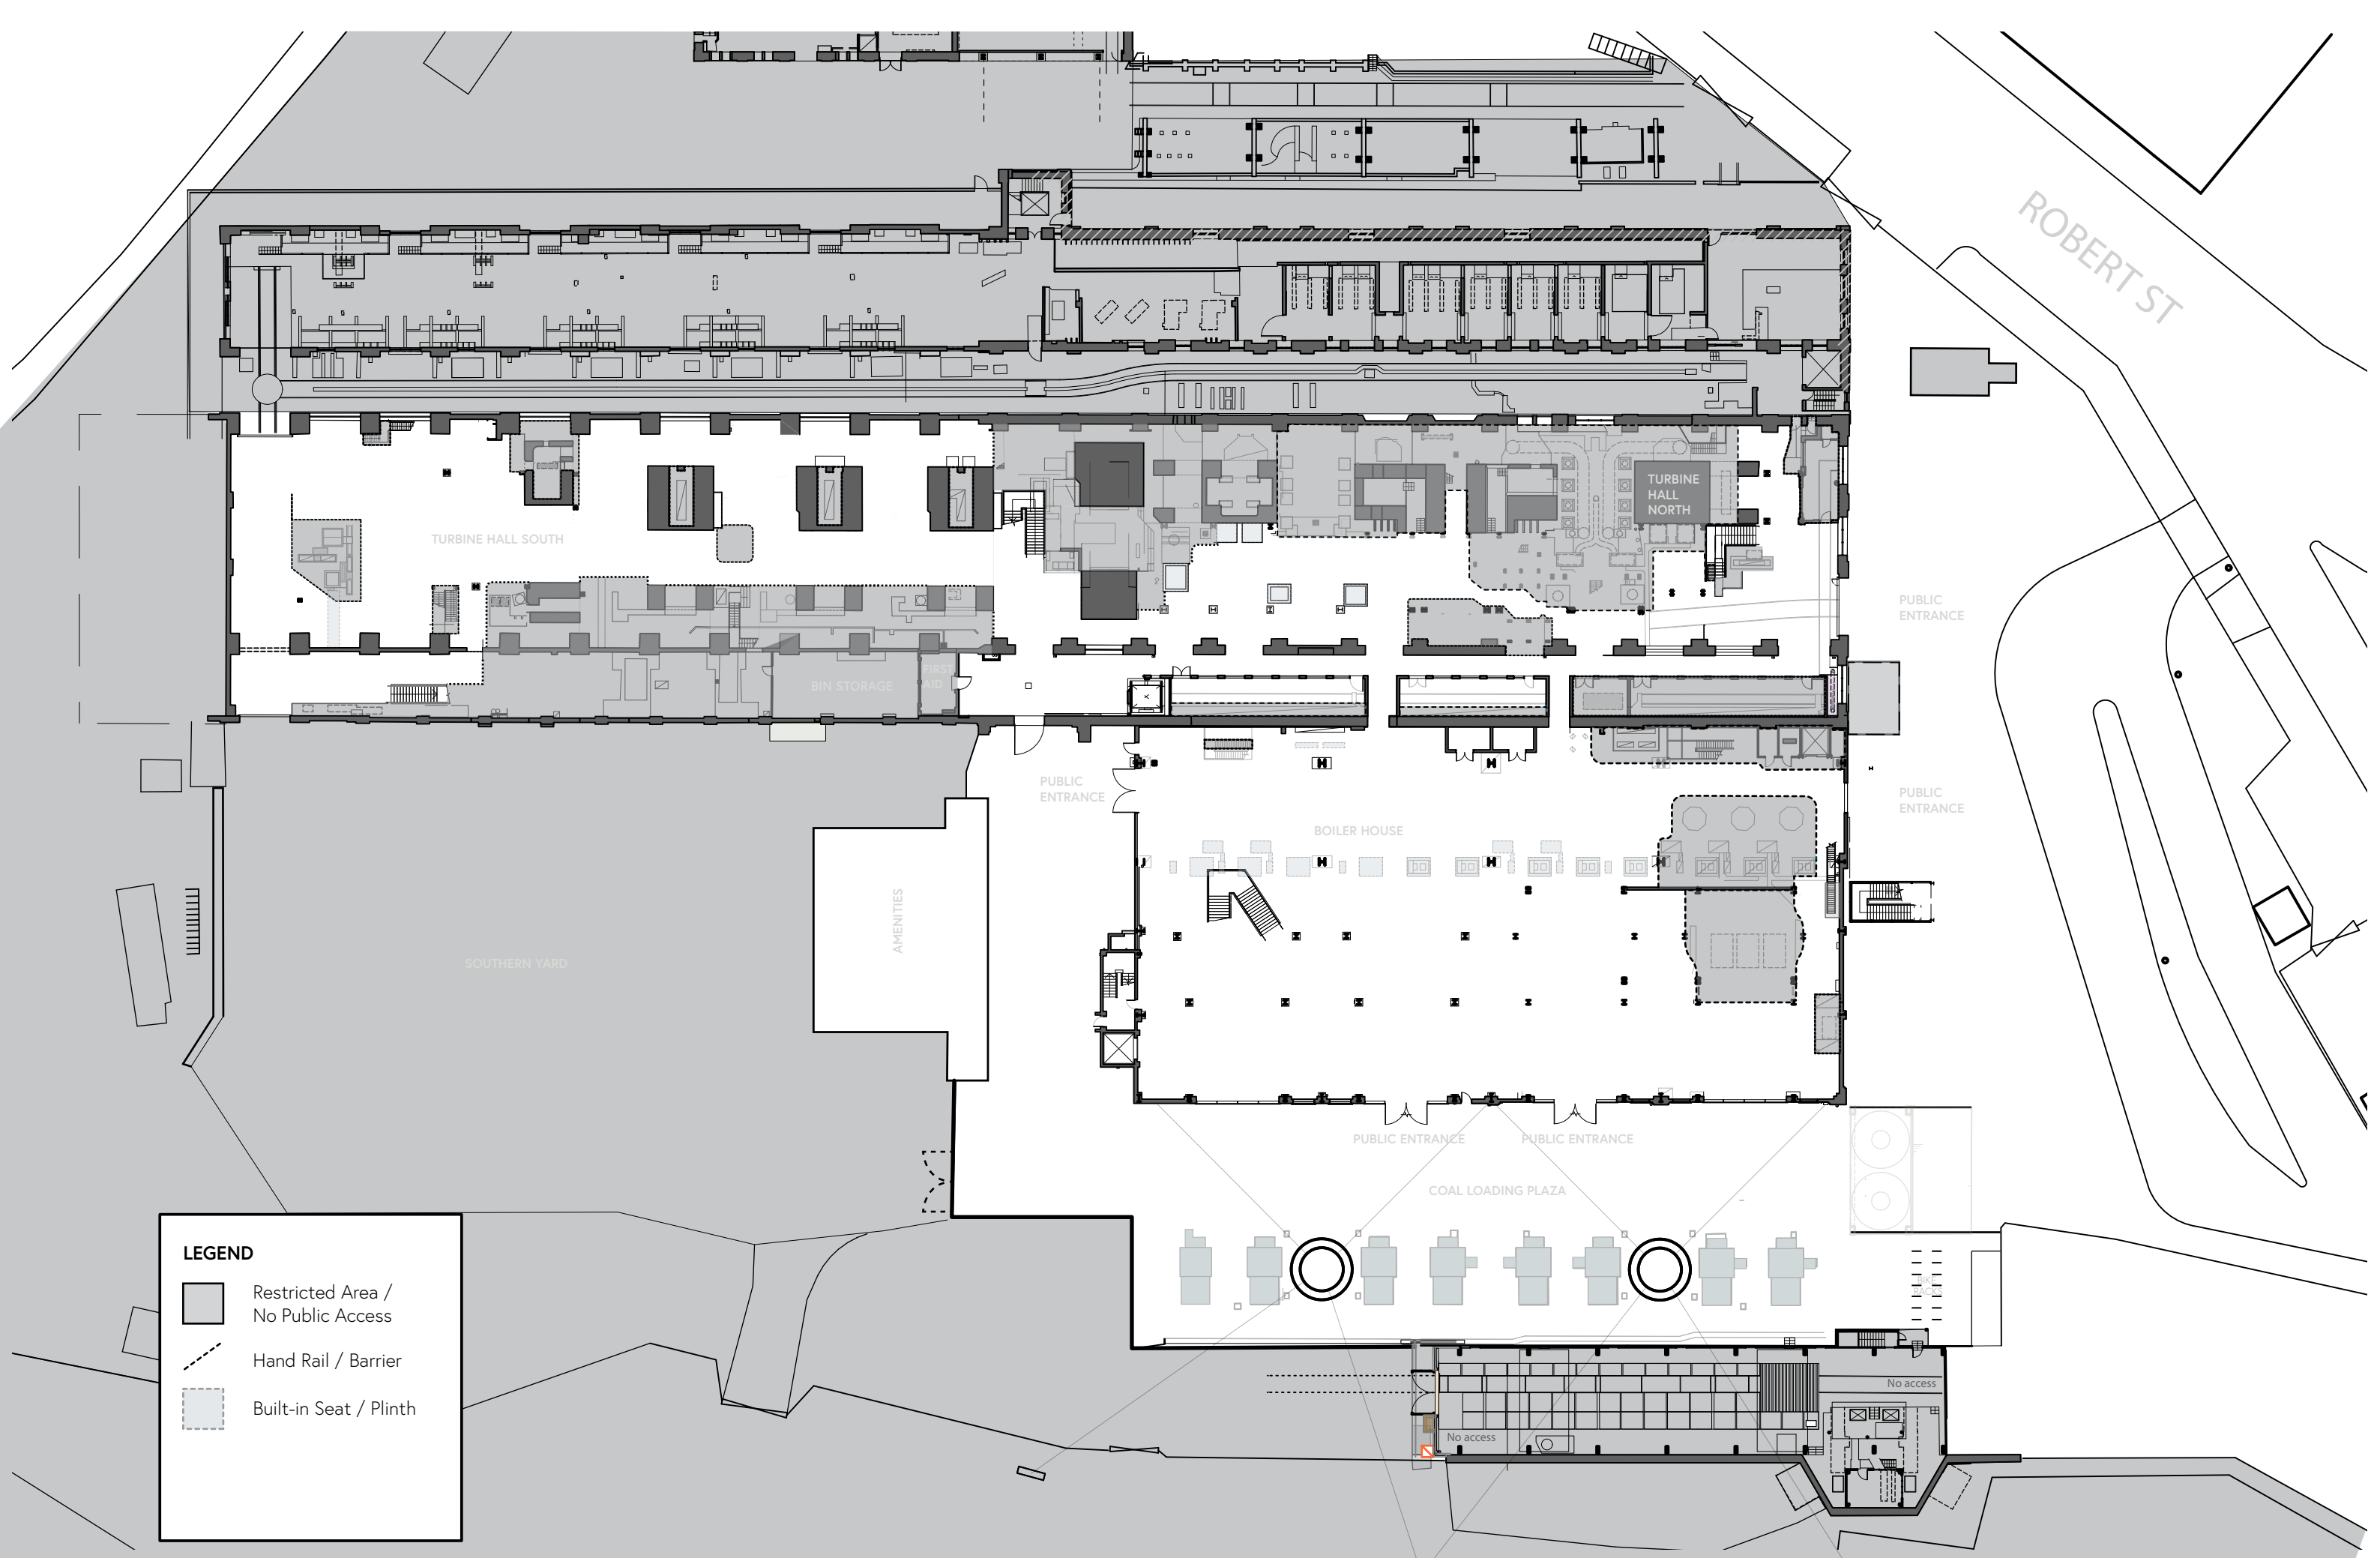 ROBERT ST
TURBINE
HALL
NORTH
TURBINE HALL SOUTH
PUBLIC
ENTRANCE
FIRST
AID
BIN STORAGE
PUBLIC
ENTRANCE
PUBLIC
ENTRANCE
BOILER HOUSE
AMENITIES
SOUTHERN YARD
PUBLIC ENTRANCE
PUBLIC ENTRANCE
COAL LOADING PLAZA
BIKE
RACKS
LEGEND
Restricted Area /
No Public Access
Hand Rail / Barrier
Built-in Seat / Plinth
No access
No access